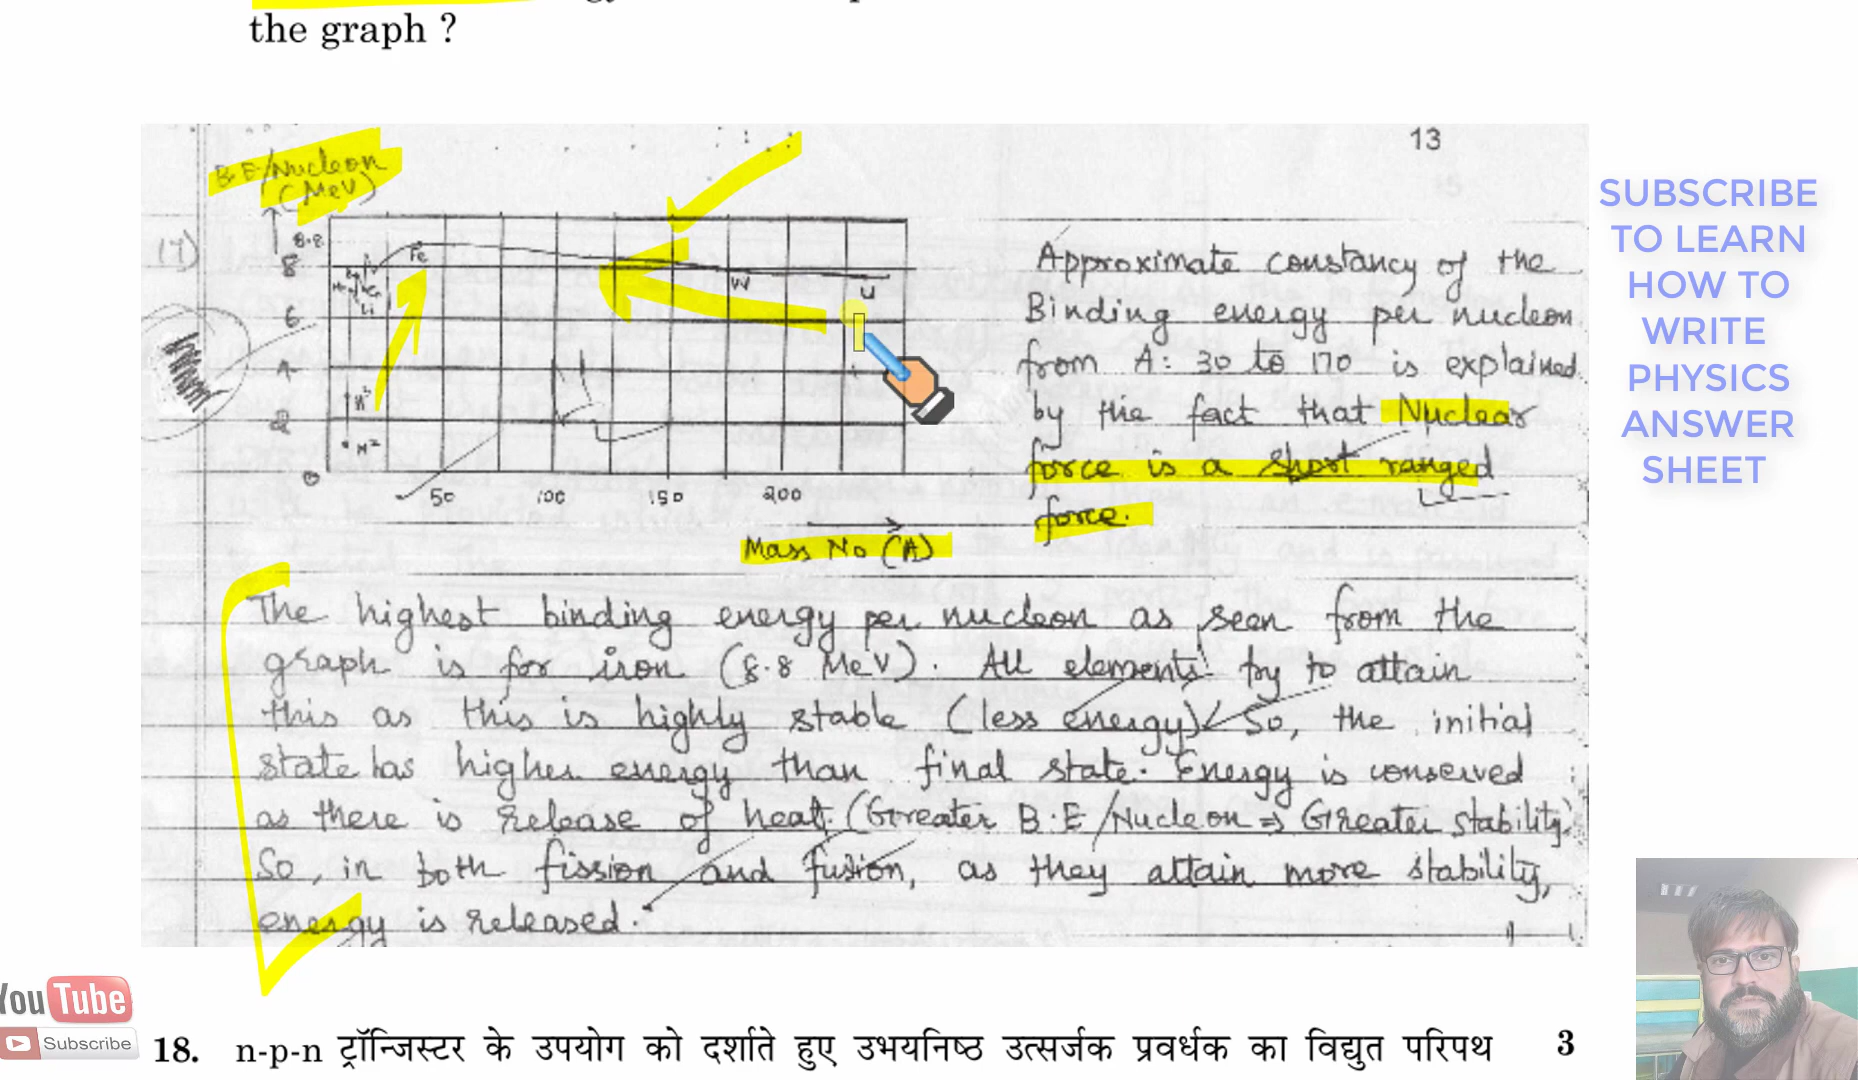 the graph ?
13
B.E/Nucleon
(MeV)
8.8
8
Fe
W
U
Li
6
2
H³
H²
0
50 100 150 200
Mass No (A)
Approximate constancy of the
Binding energy per nucleon
from A: 30 to 170 is explained
by the fact that Nuclear
force is a short ranged
force.
The highest binding energy per nucleon as seen from the
graph is for iron (8.8 MeV). All elements try to attain
this as this is highly stable (less energy) So, the initial
state has higher energy than final state. Energy is conserved
as there is release of heat. (Greater B.E/Nucleon ⇒ Greater stability)
So, in both fission and fusion, as they attain more stability,
energy is released.
18. n-p-n ट्रॉन्जिस्टर के उपयोग को दर्शाते हुए उभयनिष्ठ उत्सर्जक प्रवर्धक का विद्युत परिपथ 3
SUBSCRIBE
TO LEARN
HOW TO
WRITE
PHYSICS
ANSWER
SHEET
You Tube
Subscribe